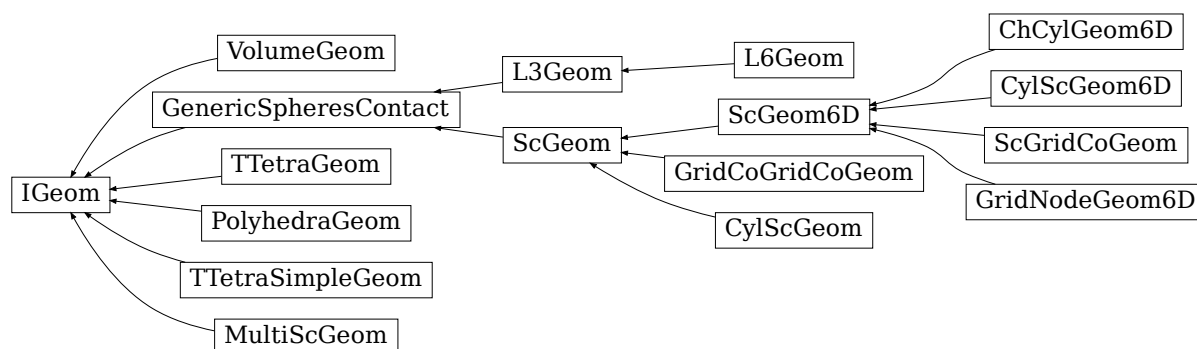 VolumeGeom
GenericSpheresContact
TTetraGeom
IGeom
PolyhedraGeom
TTetraSimpleGeom
MultiScGeom
L3Geom
L6Geom
ScGeom
ScGeom6D
GridCoGridCoGeom
CylScGeom
ChCylGeom6D
CylScGeom6D
ScGridCoGeom
GridNodeGeom6D